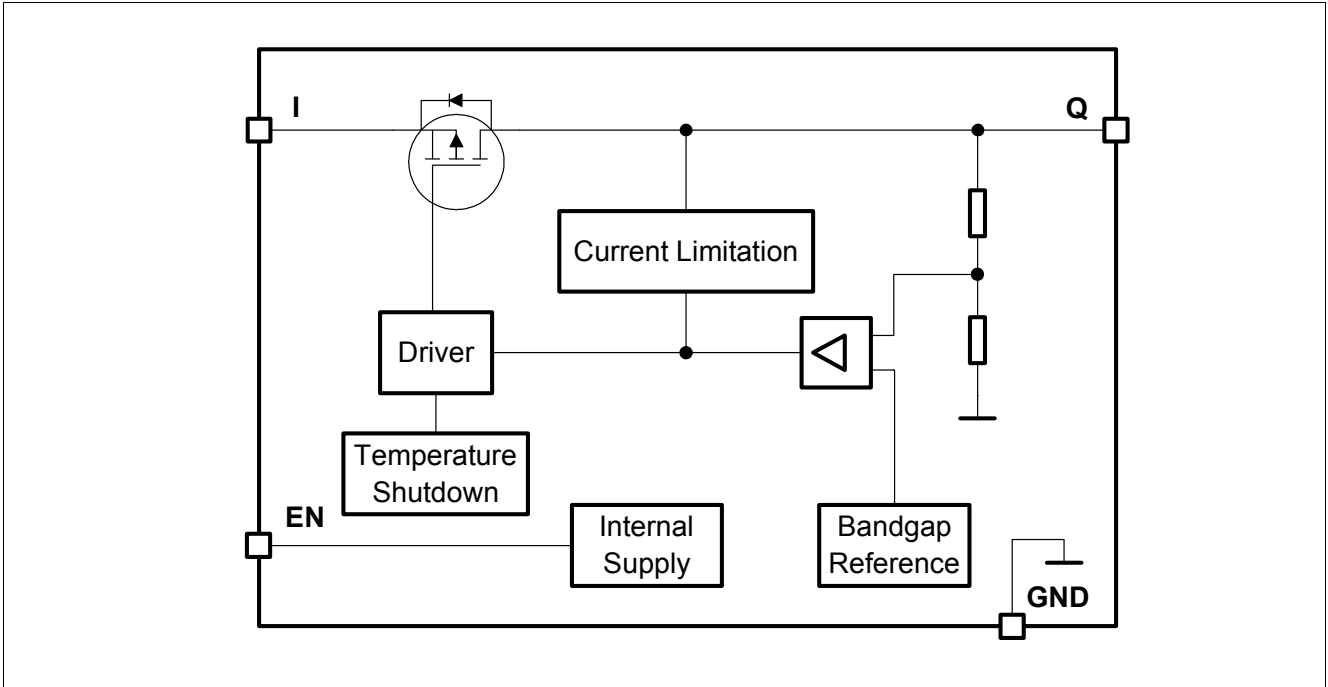 I
Q
Current Limitation
Driver
Temperature
Shutdown
EN
Internal
Supply
Bandgap
Reference
GND